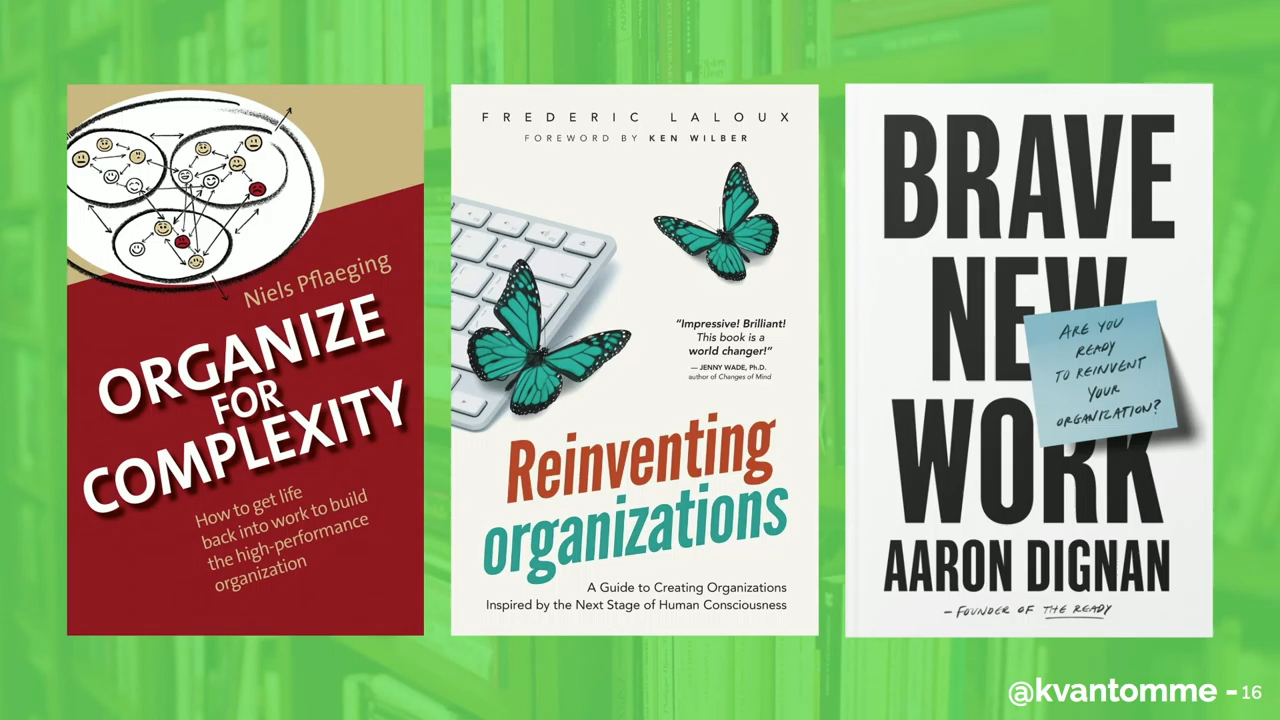 Niels Pflaeging
ORGANIZE
FOR
COMPLEXITY
How to get life
back into work to build
the high-performance
organization
FREDERIC LALOUX
FOREWORD BY KEN WILBER
“Impressive! Brilliant!
This book is a
world changer!”
— JENNY WADE, Ph.D.
author of Changes of Mind
Reinventing
organizations
A Guide to Creating Organizations
Inspired by the Next Stage of Human Consciousness
BRAVE
NEW
WORK
ARE YOU
READY
TO REINVENT
YOUR
ORGANIZATION?
AARON DIGNAN
- FOUNDER OF THE READY
@kvantomme - 16